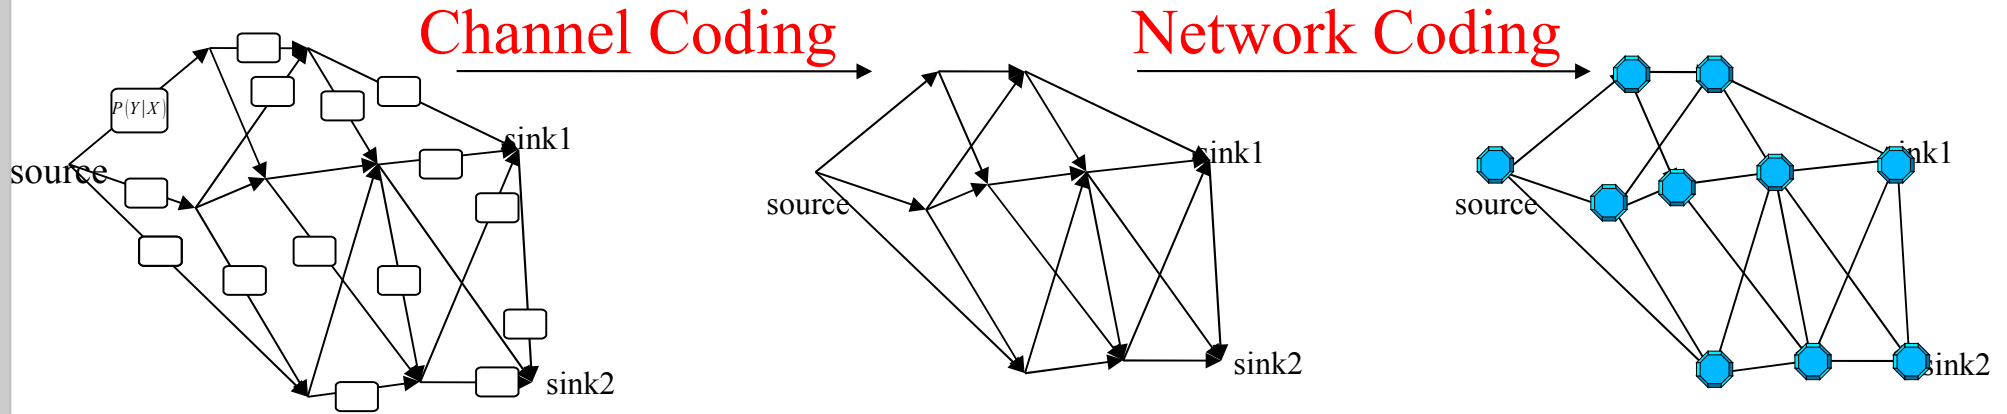 Channel Coding
Network Coding
P(Y|X)
source
sink1
sink2
source
sink1
sink2
source
sink1
sink2